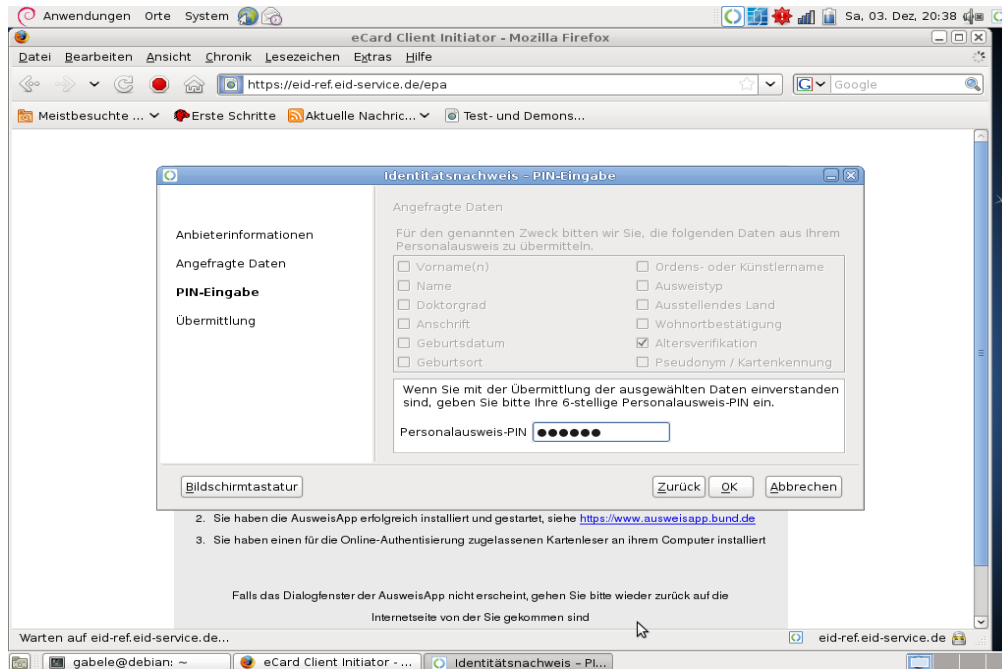 Anwendungen Orte System Sa, 03. Dez, 20:38
eCard Client Initiator - Mozilla Firefox
Datei Bearbeiten Ansicht Chronik Lesezeichen Extras Hilfe
https://eid-ref.eid-service.de/epa G Google
Meistbesuchte ... Erste Schritte Aktuelle Nachric... Test- und Demons...
Identitätsnachweis - PIN-Eingabe
Anbieterinformationen
Angefragte Daten
PIN-Eingabe
Übermittlung
Angefragte Daten
Für den genannten Zweck bitten wir Sie, die folgenden Daten aus Ihrem
Personalausweis zu übermitteln.
Vorname(n) Ordens- oder Künstlername
Name Ausweistyp
Doktorgrad Ausstellendes Land
Anschrift Wohnortbestätigung
Geburtsdatum Altersverifikation
Geburtsort Pseudonym / Kartenkennung
Wenn Sie mit der Übermittlung der ausgewählten Daten einverstanden
sind, geben Sie bitte Ihre 6-stellige Personalausweis-PIN ein.
Personalausweis-PIN ●●●●●●
Bildschirmtastatur Zurück OK Abbrechen
2. Sie haben die AusweisApp erfolgreich installiert und gestartet, siehe https://www.ausweisapp.bund.de
3. Sie haben einen für die Online-Authentisierung zugelassenen Kartenleser an ihrem Computer installiert
Falls das Dialogfenster der AusweisApp nicht erscheint, gehen Sie bitte wieder zurück auf die
Internetseite von der Sie gekommen sind
Warten auf eid-ref.eid-service.de... eid-ref.eid-service.de
gabele@debian: ~ eCard Client Initiator - ... Identitätsnachweis - PI...